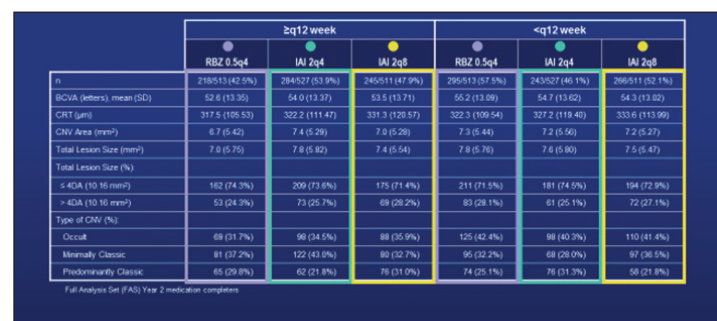 ≥q12 week <q12 week
RBZ 0.5q4 IAI 2q4 IAI 2q8 RBZ 0.5q4 IAI 2q4 IAI 2q8
n 218/513 (42.5%) 284/527 (53.9%) 245/511 (47.9%) 295/513 (57.5%) 243/527 (46.1%) 266/511 (52.1%)
BCVA (letters), mean (SD) 52.6 (13.35) 54.0 (13.37) 53.5 (13.71) 55.2 (13.09) 54.7 (13.62) 54.3 (13.02)
CRT (µm) 317.5 (105.53) 322.2 (111.47) 331.3 (120.57) 322.3 (109.54) 327.2 (119.40) 333.6 (113.99)
CNV Area (mm²) 6.7 (5.42) 7.4 (5.29) 7.0 (5.28) 7.3 (5.44) 7.2 (5.56) 7.2 (5.27)
Total Lesion Size (mm²) 7.0 (5.75) 7.8 (5.82) 7.4 (5.54) 7.8 (5.76) 7.6 (5.80) 7.5 (5.47)
Total Lesion Size (%)
≤ 4DA (10.16 mm²) 162 (74.3%) 209 (73.6%) 175 (71.4%) 211 (71.5%) 181 (74.5%) 194 (72.9%)
> 4DA (10.16 mm²) 53 (24.3%) 73 (25.7%) 69 (28.2%) 83 (28.1%) 61 (25.1%) 72 (27.1%)
Type of CNV (%):
Occult 69 (31.7%) 98 (34.5%) 88 (35.9%) 125 (42.4%) 98 (40.3%) 110 (41.4%)
Minimally Classic 81 (37.2%) 122 (43.0%) 80 (32.7%) 95 (32.2%) 68 (28.0%) 97 (36.5%)
Predominantly Classic 65 (29.8%) 62 (21.8%) 76 (31.0%) 74 (25.1%) 76 (31.3%) 58 (21.8%)
Full Analysis Set (FAS) Year 2 medication completers